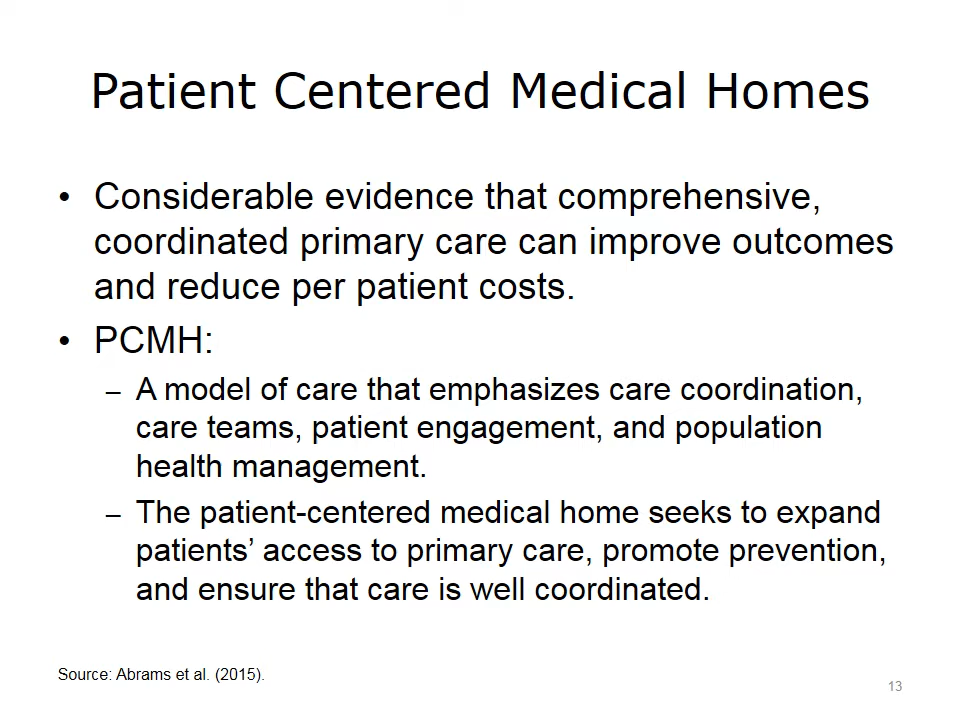 Patient Centered Medical Homes
• Considerable evidence that comprehensive,
coordinated primary care can improve outcomes
and reduce per patient costs.
• PCMH:
– A model of care that emphasizes care coordination,
care teams, patient engagement, and population
health management.
– The patient-centered medical home seeks to expand
patients’ access to primary care, promote prevention,
and ensure that care is well coordinated.
Source: Abrams et al. (2015).
13